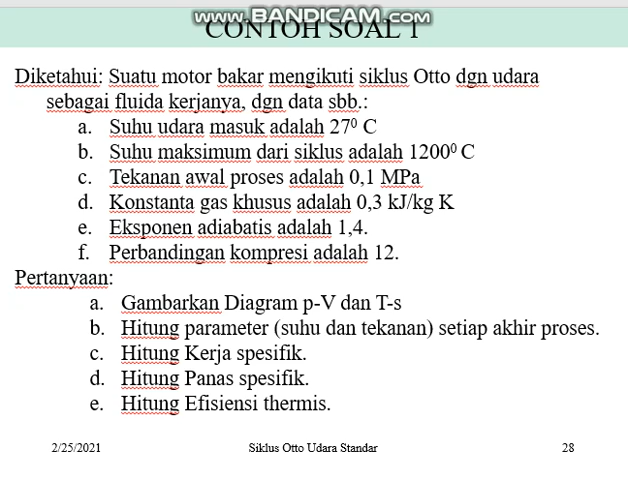 WWW.BANDICAM.COM
CONTOH SOAL 1
Diketahui: Suatu motor bakar mengikuti siklus Otto dgn udara
sebagai fluida kerjanya, dgn data sbb.:
a. Suhu udara masuk adalah 27⁰ C
b. Suhu maksimum dari siklus adalah 1200⁰ C
c. Tekanan awal proses adalah 0,1 MPa
d. Konstanta gas khusus adalah 0,3 kJ/kg K
e. Eksponen adiabatis adalah 1,4.
f. Perbandingan kompresi adalah 12.
Pertanyaan:
a. Gambarkan Diagram p-V dan T-s
b. Hitung parameter (suhu dan tekanan) setiap akhir proses.
c. Hitung Kerja spesifik.
d. Hitung Panas spesifik.
e. Hitung Efisiensi thermis.
2/25/2021 Siklus Otto Udara Standar 28